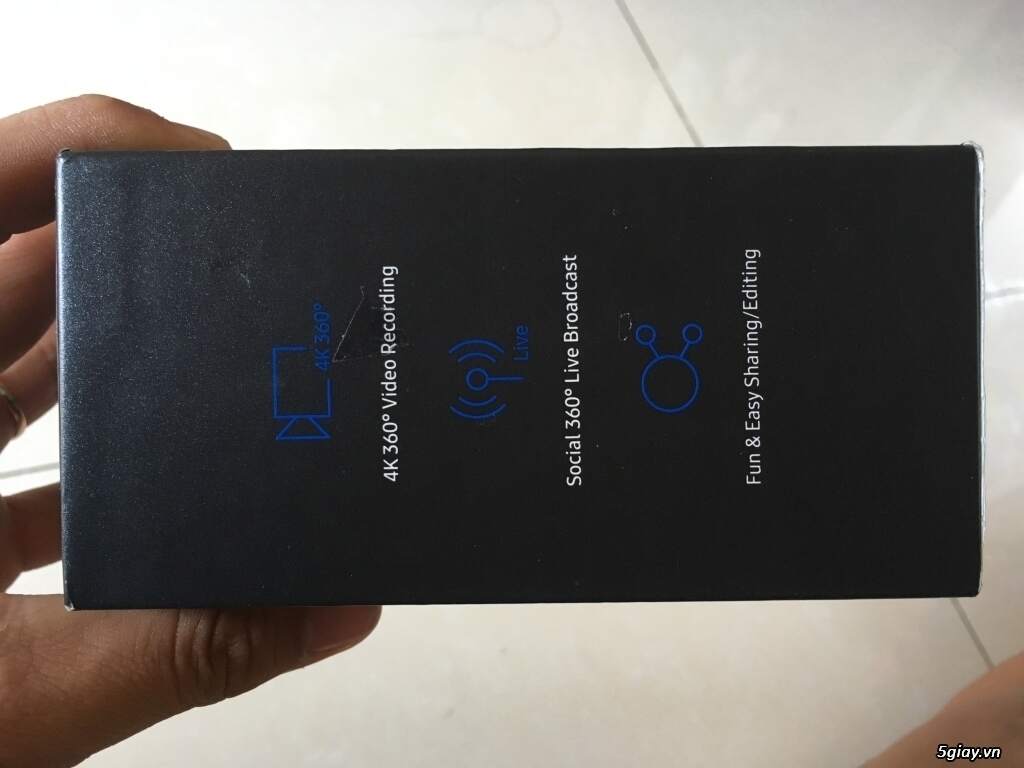 4K 360°
4K 360° Video Recording
Live
Social 360° Live Broadcast
Fun & Easy Sharing/Editing
5giay.vn